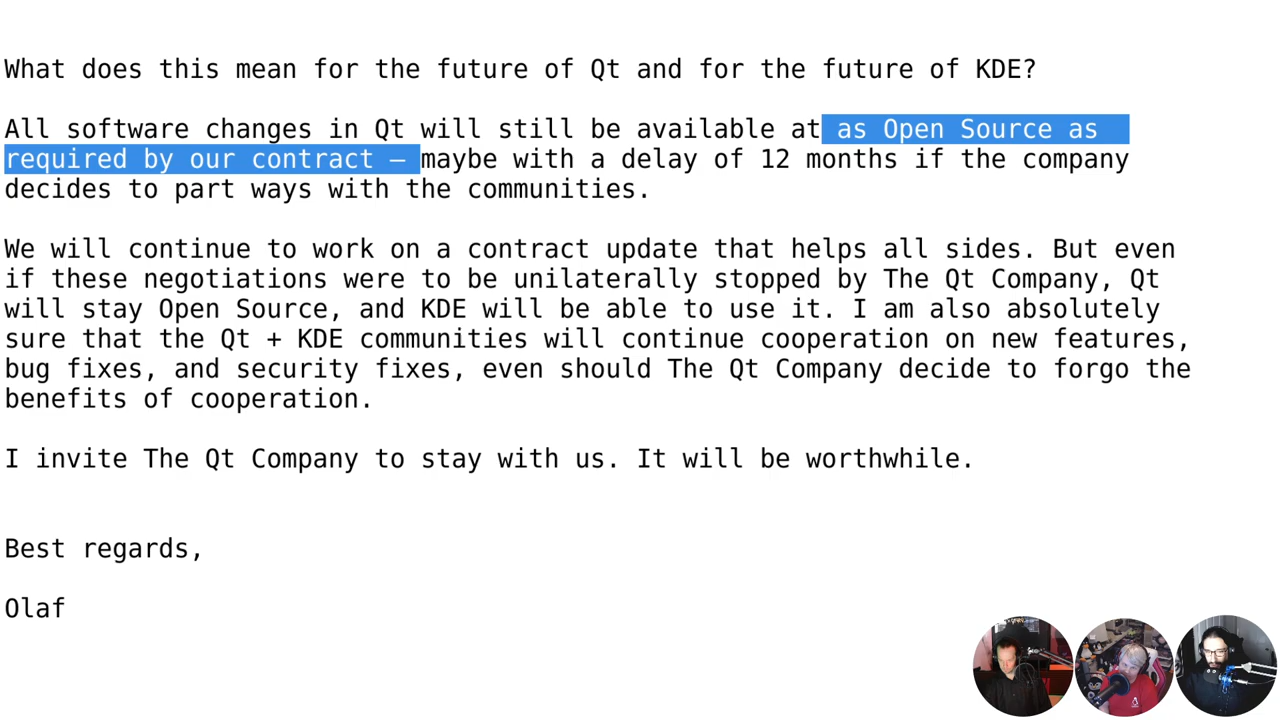 What does this mean for the future of Qt and for the future of KDE?
All software changes in Qt will still be available at as Open Source as
required by our contract – maybe with a delay of 12 months if the company
decides to part ways with the communities.
We will continue to work on a contract update that helps all sides. But even
if these negotiations were to be unilaterally stopped by The Qt Company, Qt
will stay Open Source, and KDE will be able to use it. I am also absolutely
sure that the Qt + KDE communities will continue cooperation on new features,
bug fixes, and security fixes, even should The Qt Company decide to forgo the
benefits of cooperation.
I invite The Qt Company to stay with us. It will be worthwhile.
Best regards,
Olaf